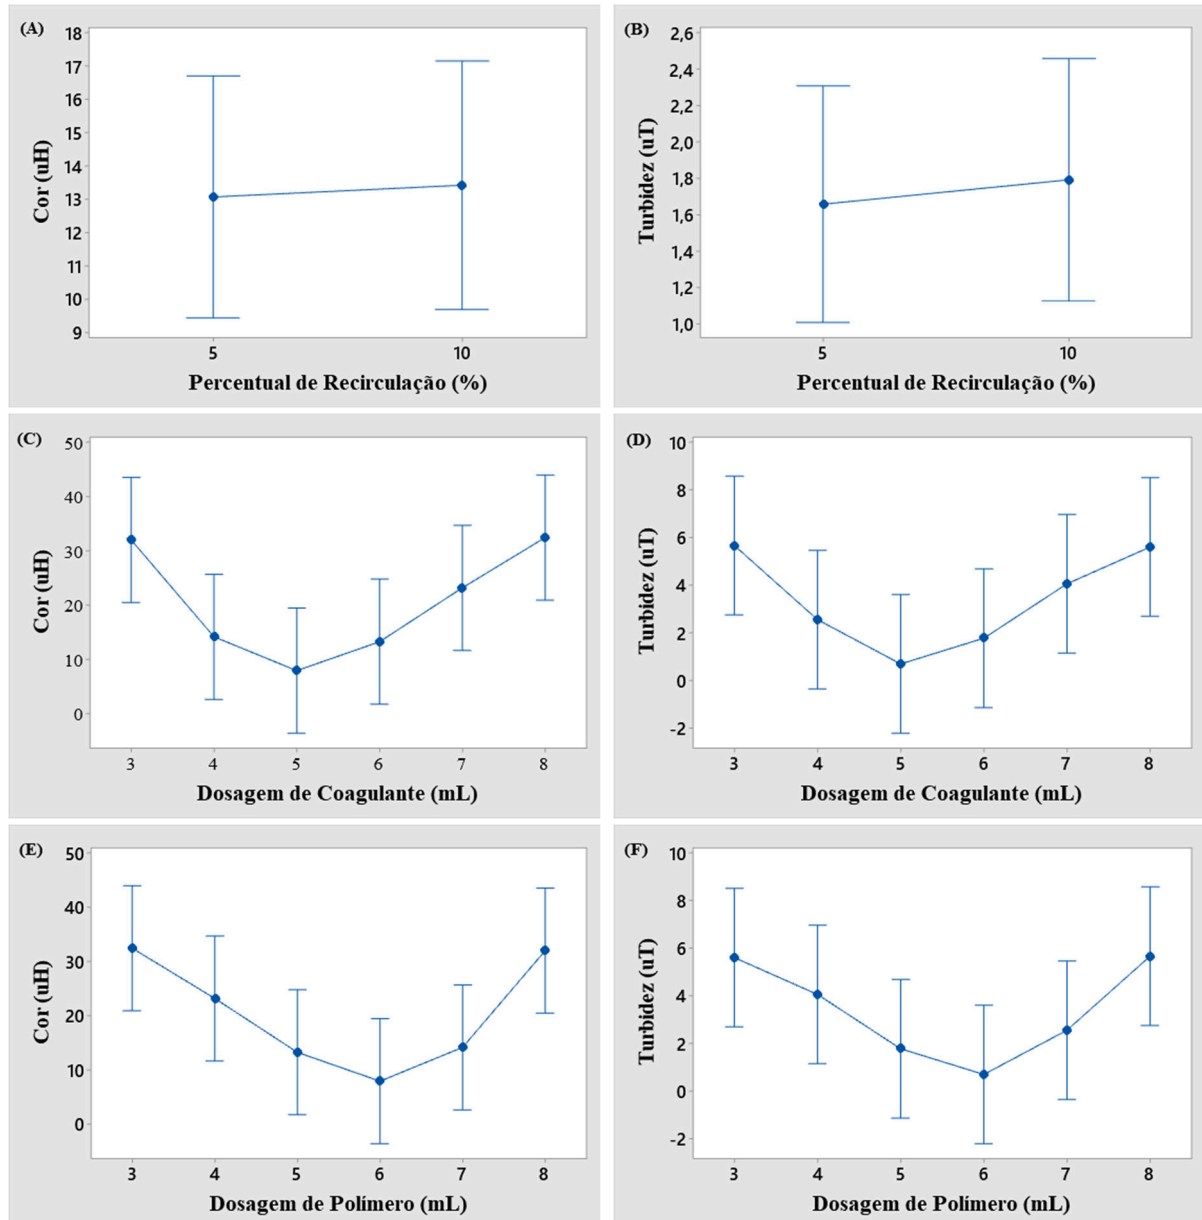 (A)
Cor (uH)
18
17
16
15
14
13
12
11
10
9
5 10
Percentual de Recirculação (%)
(B)
Turbidez (uT)
2,6
2,4
2,2
2,0
1,8
1,6
1,4
1,2
1,0
5 10
Percentual de Recirculação (%)
(C)
Cor (uH)
50
40
30
20
10
0
3 4 5 6 7 8
Dosagem de Coagulante (mL)
(D)
Turbidez (uT)
10
8
6
4
2
0
-2
3 4 5 6 7 8
Dosagem de Coagulante (mL)
(E)
Cor (uH)
50
40
30
20
10
0
3 4 5 6 7 8
Dosagem de Polímero (mL)
(F)
Turbidez (uT)
10
8
6
4
2
0
-2
3 4 5 6 7 8
Dosagem de Polímero (mL)